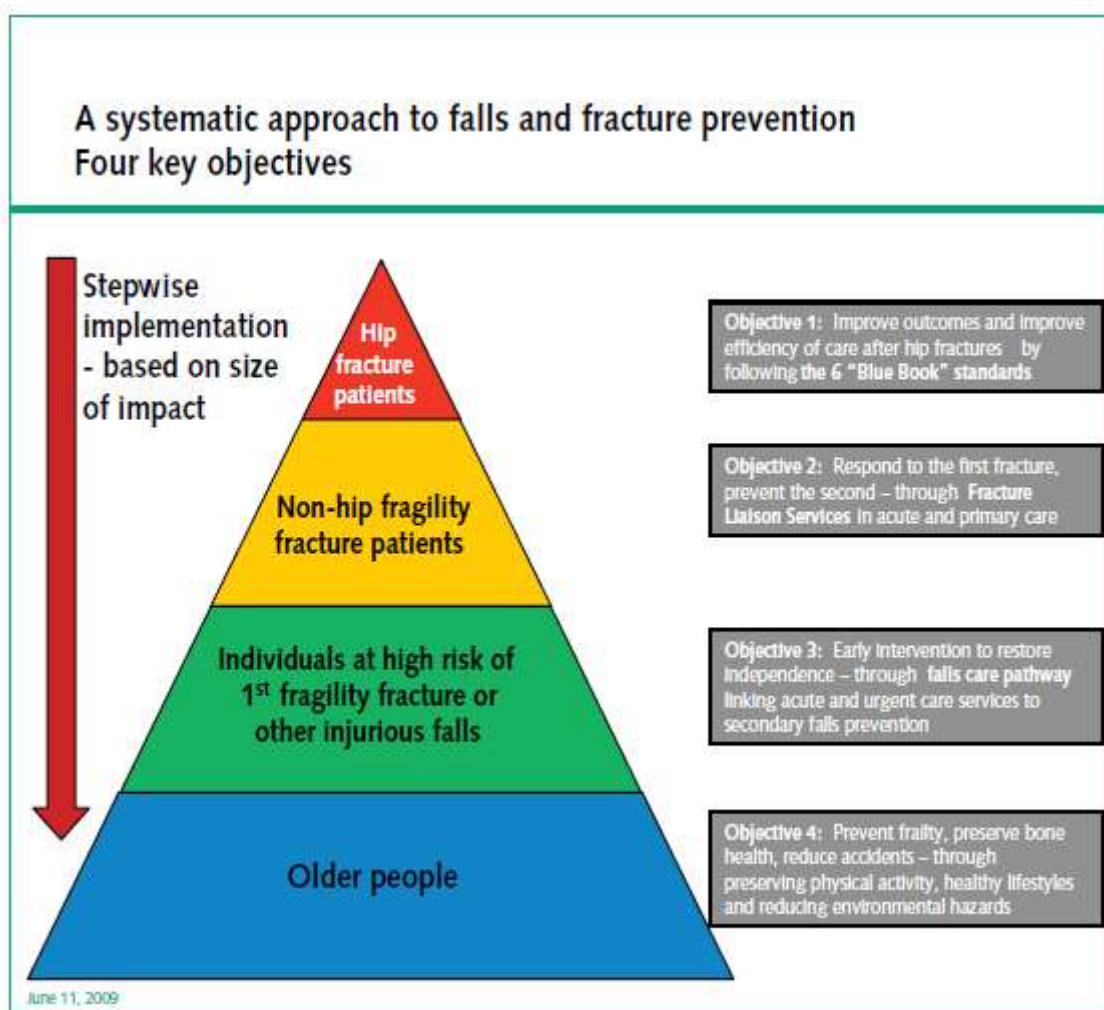 A systematic approach to falls and fracture prevention
Four key objectives
Stepwise
implementation
- based on size
of impact
Hip
fracture
patients
Objective 1: Improve outcomes and improve
efficiency of care after hip fractures by
following the 6 "Blue Book" standards
Non-hip fragility
fracture patients
Objective 2: Respond to the first fracture,
prevent the second – through Fracture
Liaison Services in acute and primary care
Individuals at high risk of
1st fragility fracture or
other injurious falls
Objective 3: Early intervention to restore
independence – through falls care pathway
linking acute and urgent care services to
secondary falls prevention
Older people
Objective 4: Prevent frailty, preserve bone
health, reduce accidents – through
preserving physical activity, healthy lifestyles
and reducing environmental hazards
June 11, 2009